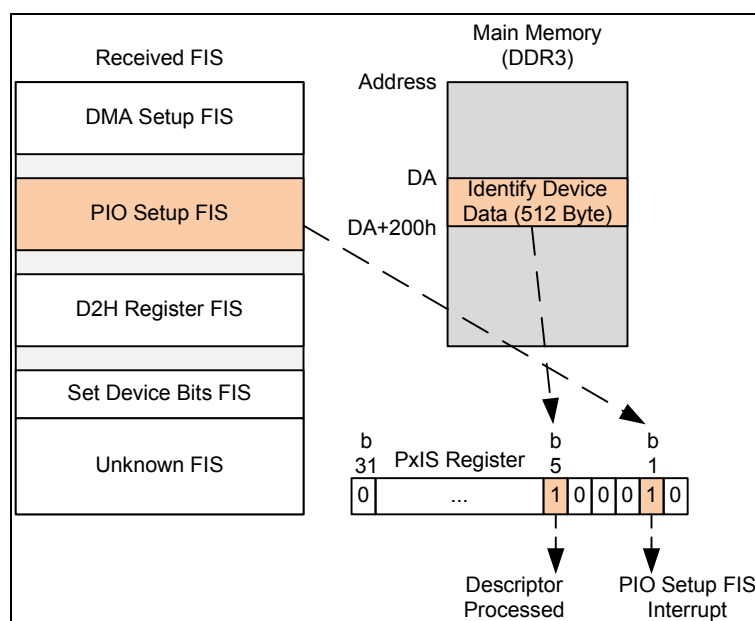 Received FIS
DMA Setup FIS
PIO Setup FIS
D2H Register FIS
Set Device Bits FIS
Unknown FIS
Main Memory
(DDR3)
Address
DA
Identify Device
Data (512 Byte)
DA+200h
b
31
PxIS Register
b
5
b
1
0 ... 1 0 0 0 1 0
Descriptor
Processed
PIO Setup FIS
Interrupt